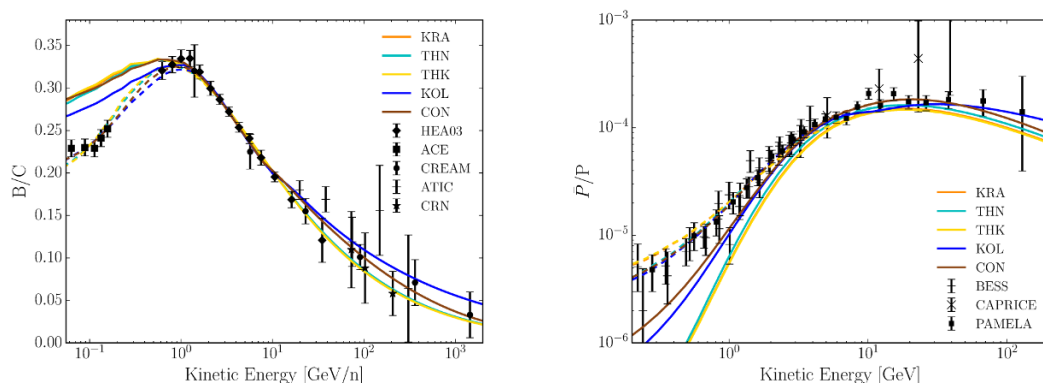 B/C
0.35
0.30
0.25
0.20
0.15
0.10
0.05
0.00
10⁻¹ 10⁰ 10¹ 10² 10³
Kinetic Energy [GeV/n]
KRA
THN
THK
KOL
CON
HEA03
ACE
CREAM
ATIC
CRN
P̄/P
10⁻³
10⁻⁴
10⁻⁵
10⁻⁶
10⁰ 10¹ 10²
Kinetic Energy [GeV]
KRA
THN
THK
KOL
CON
BESS
CAPRICE
PAMELA